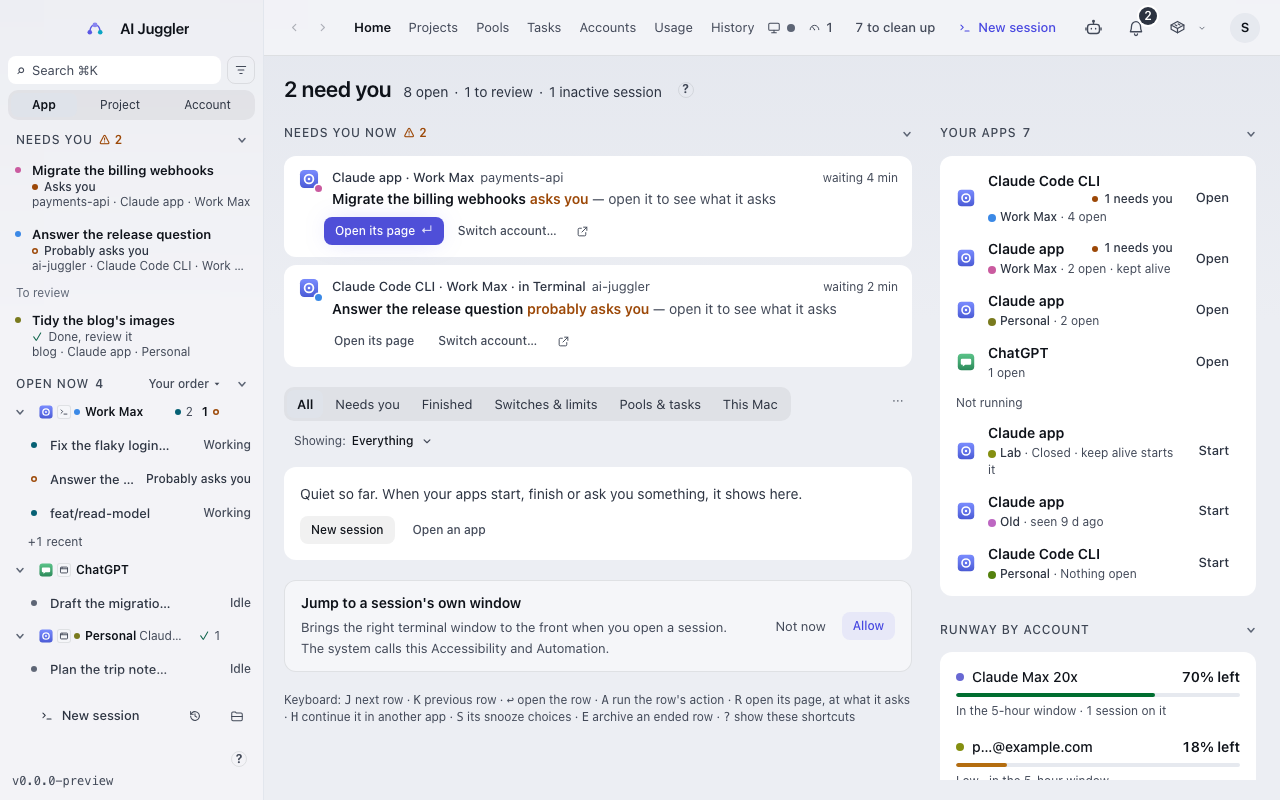 AI Juggler
Search ⌘K
App Project Account
NEEDS YOU 2
Migrate the billing webhooks
Asks you
payments-api · Claude app · Work Max
Answer the release question
Probably asks you
ai-juggler · Claude Code CLI · Work ...
To review
Tidy the blog's images
Done, review it
blog · Claude app · Personal
OPEN NOW 4 Your order
Work Max 2 1
Fix the flaky login... Working
Answer the ... Probably asks you
feat/read-model Working
+1 recent
ChatGPT
Draft the migratio... Idle
Personal Claud... 1
Plan the trip note... Idle
New session
?
v0.0.0-preview
Home Projects Pools Tasks Accounts Usage History 1 7 to clean up New session 2 S
2 need you 8 open · 1 to review · 1 inactive session ?
NEEDS YOU NOW 2
Claude app · Work Max payments-api waiting 4 min
Migrate the billing webhooks asks you — open it to see what it asks
Open its page Switch account...
Claude Code CLI · Work Max · in Terminal ai-juggler waiting 2 min
Answer the release question probably asks you — open it to see what it asks
Open its page Switch account...
All Needs you Finished Switches & limits Pools & tasks This Mac ...
Showing: Everything
Quiet so far. When your apps start, finish or ask you something, it shows here.
New session Open an app
Jump to a session's own window
Brings the right terminal window to the front when you open a session.
The system calls this Accessibility and Automation.
Not now Allow
Keyboard: J next row · K previous row · ↩ open the row · A run the row's action · R open its page, at what it asks
· H continue it in another app · S its snooze choices · E archive an ended row · ? show these shortcuts
YOUR APPS 7
Claude Code CLI
1 needs you
Work Max · 4 open
Open
Claude app 1 needs you
Work Max · 2 open · kept alive
Open
Claude app
Personal · 2 open
Open
ChatGPT
1 open
Open
Not running
Claude app
Lab · Closed · keep alive starts
it
Start
Claude app
Old · seen 9 d ago
Start
Claude Code CLI
Personal · Nothing open
Start
RUNWAY BY ACCOUNT
Claude Max 20x 70% left
In the 5-hour window · 1 session on it
p...@example.com 18% left
Low · in the 5-hour window